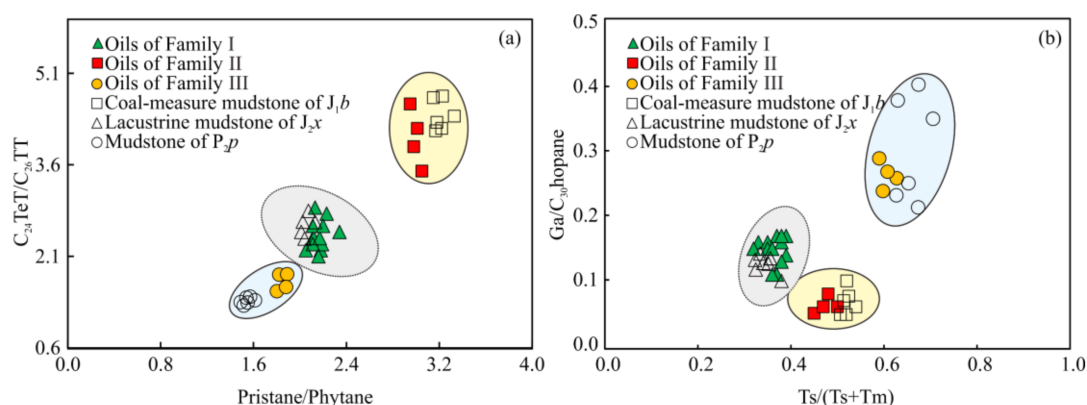 (a)
Oils of Family I
Oils of Family II
Oils of Family III
Coal-measure mudstone of J₁b
Lacustrine mudstone of J₂x
Mudstone of P₂p
C₂₄TeT/C₂₆TT
5.1
3.6
2.1
0.6
0.0
0.8
1.6
2.4
3.2
4.0
Pristane/Phytane
(b)
Oils of Family I
Oils of Family II
Oils of Family III
Coal-measure mudstone of J₁b
Lacustrine mudstone of J₂x
Mudstone of P₂p
Ga/C₃₀hopane
0.5
0.4
0.3
0.2
0.1
0.0
0.0
0.2
0.4
0.6
0.8
1.0
Ts/(Ts+Tm)